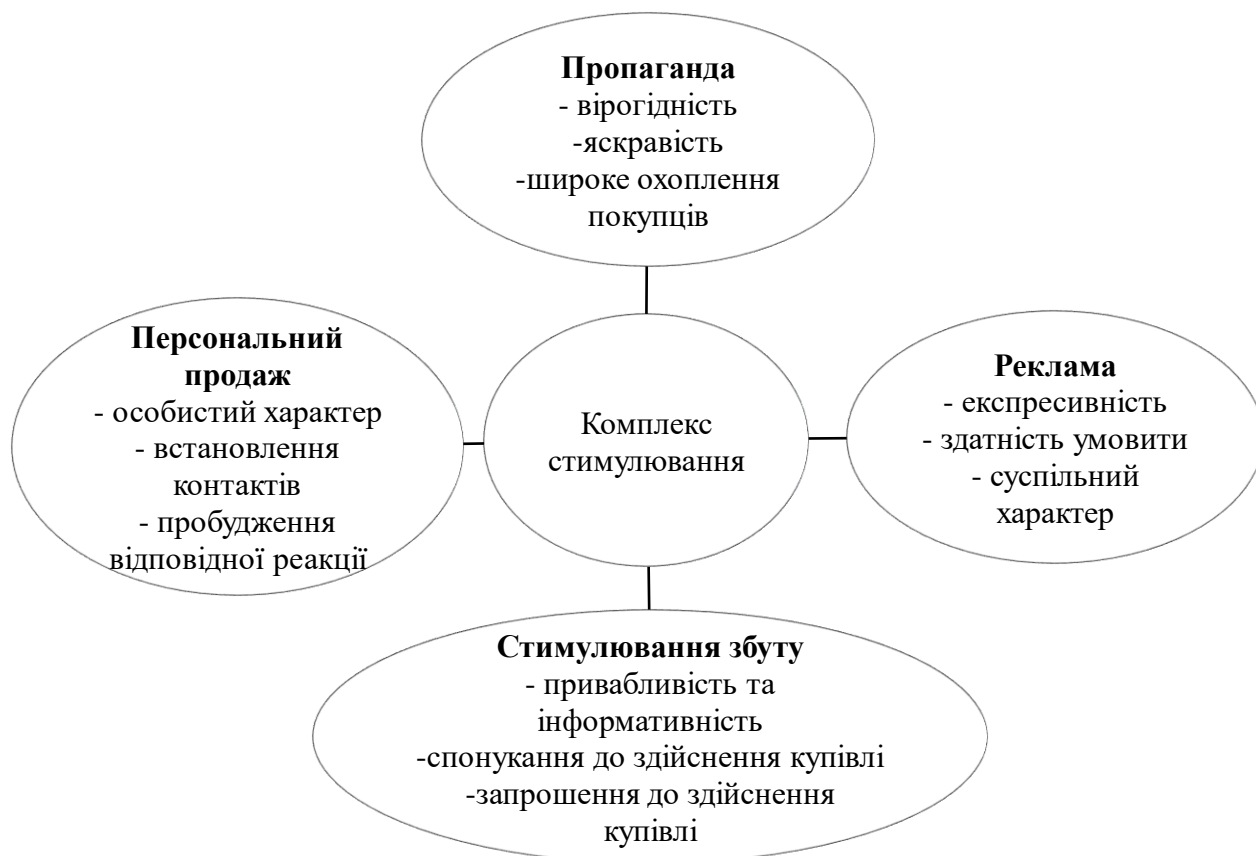 Пропаганда
- вірогідність
-яскравість
-широке охоплення
покупців
Персональний
продаж
- особистий характер
- встановлення
контактів
- пробудження
відповідної реакції
Комплекс
стимулювання
Реклама
- експресивність
- здатність умовити
- суспільний
характер
Стимулювання збуту
- привабливість та
інформативність
-спонукання до здійснення купівлі
-запрошення до здійснення
купівлі